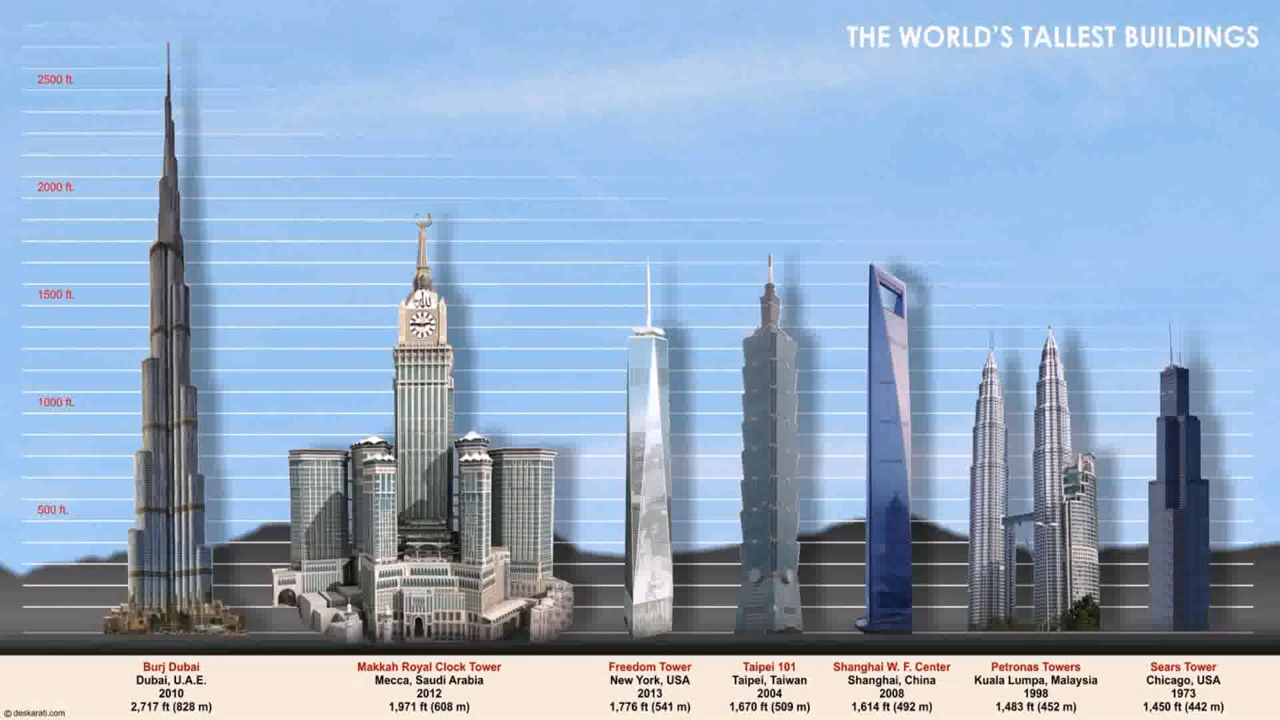 THE WORLD'S TALLEST BUILDINGS
2500 ft.
2000 ft.
1500 ft.
1000 ft.
500 ft.
Burj Dubai
Dubai, U.A.E.
2010
2,717 ft (828 m)
Makkah Royal Clock Tower
Mecca, Saudi Arabia
2012
1,971 ft (608 m)
Freedom Tower
New York, USA
2013
1,776 ft (541 m)
Taipei 101
Taipei, Taiwan
2004
1,670 ft (509 m)
Shanghai W. F. Center
Shanghai, China
2008
1,614 ft (492 m)
Petronas Towers
Kuala Lumpa, Malaysia
1998
1,483 ft (452 m)
Sears Tower
Chicago, USA
1973
1,450 ft (442 m)
© deskarati.com